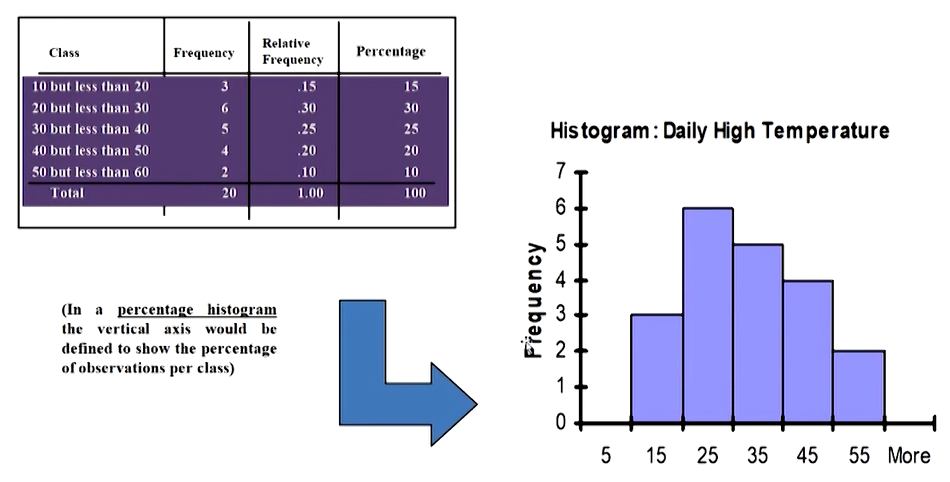 Class Frequency Relative Frequency Percentage
10 but less than 20 3 .15 15
20 but less than 30 6 .30 30
30 but less than 40 5 .25 25
40 but less than 50 4 .20 20
50 but less than 60 2 .10 10
Total 20 1.00 100
(In a percentage histogram
the vertical axis would be
defined to show the percentage
of observations per class)
Histogram: Daily High Temperature
Frequency
7
6
5
4
3
2
1
0
5 15 25 35 45 55 More